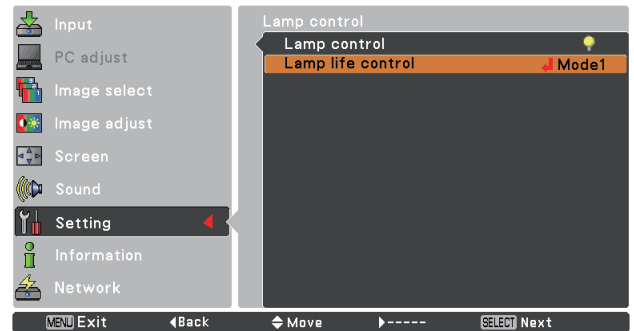 Input
PC adjust
Image select
Image adjust
Screen
Sound
Setting
Information
Network
Lamp control
Lamp control
Lamp life control Mode1
MENU Exit Back Move ----- SELECT Next